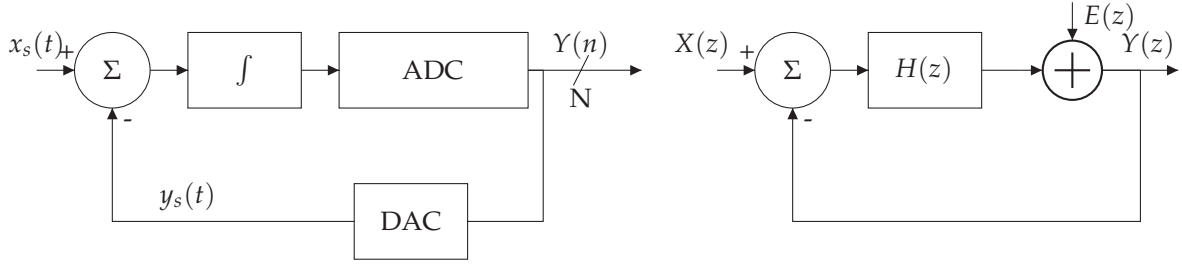 x_s(t)
+
Σ
-
∫
ADC
Y(n)
N
DAC
y_s(t)
X(z)
+
Σ
-
H(z)
E(z)
+
Y(z)